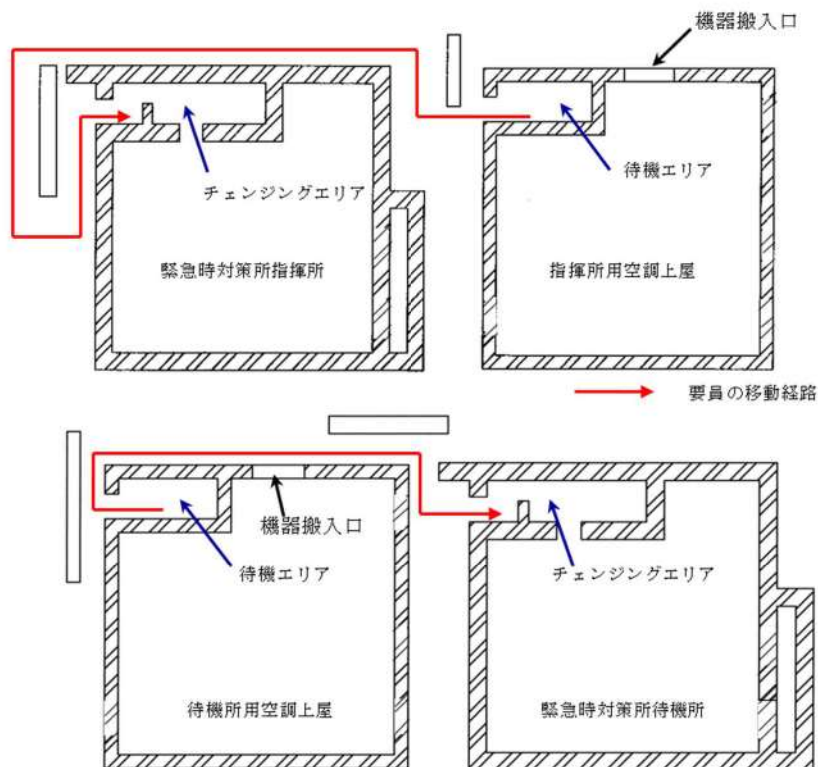 機器搬入口
チェンジングエリア
待機エリア
緊急時対策所指揮所
指揮所用空調上屋
要員の移動経路
機器搬入口
待機エリア
チェンジングエリア
待機所用空調上屋
緊急時対策所待機所